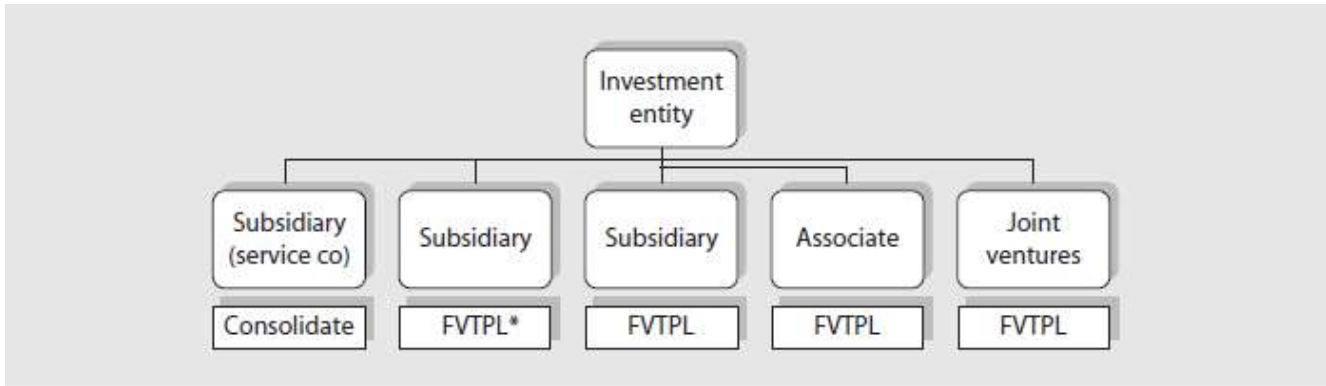 Investment
entity
Subsidiary
(service co)
Subsidiary
Subsidiary
Associate
Joint
ventures
Consolidate
FVTPL*
FVTPL
FVTPL
FVTPL